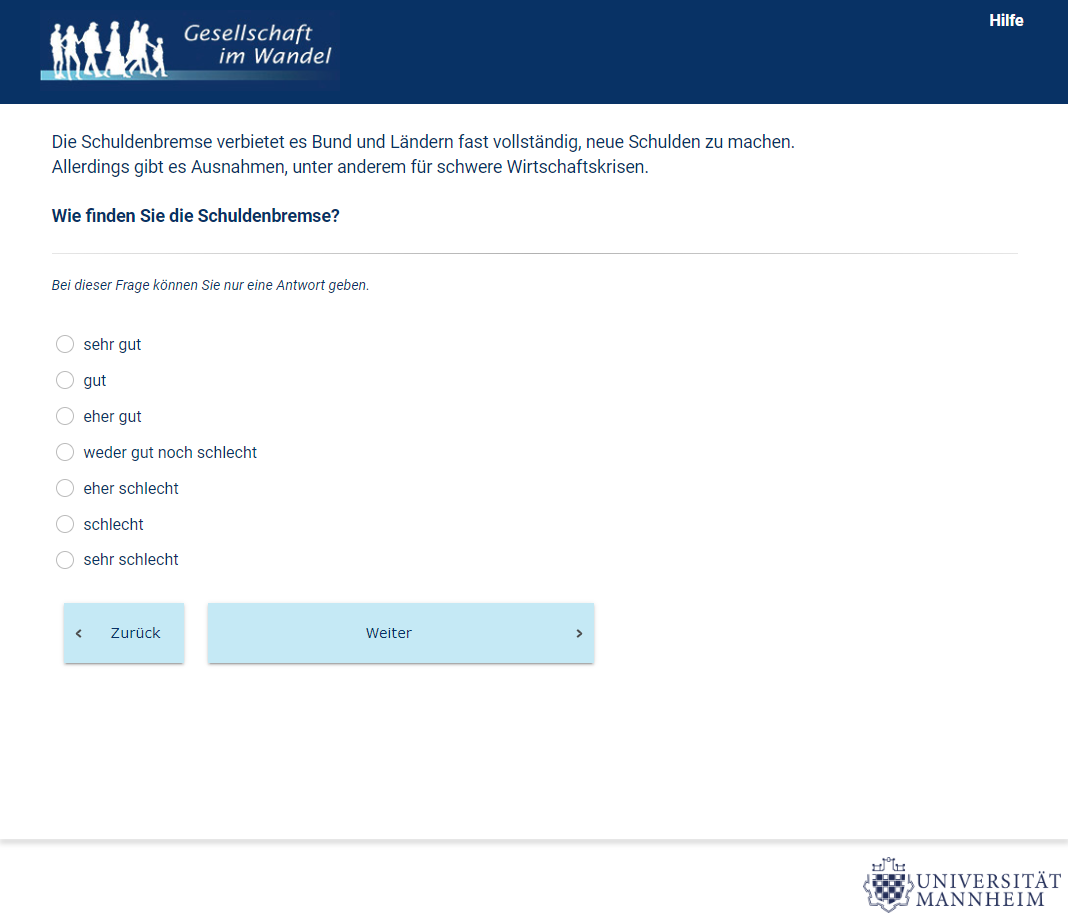 Gesellschaft
im Wandel
Hilfe
Die Schuldenbremse verbietet es Bund und Ländern fast vollständig, neue Schulden zu machen.
Allerdings gibt es Ausnahmen, unter anderem für schwere Wirtschaftskrisen.
Wie finden Sie die Schuldenbremse?
Bei dieser Frage können Sie nur eine Antwort geben.
sehr gut
gut
eher gut
weder gut noch schlecht
eher schlecht
schlecht
sehr schlecht
‹ Zurück
Weiter ›
UNIVERSITÄT
MANNHEIM